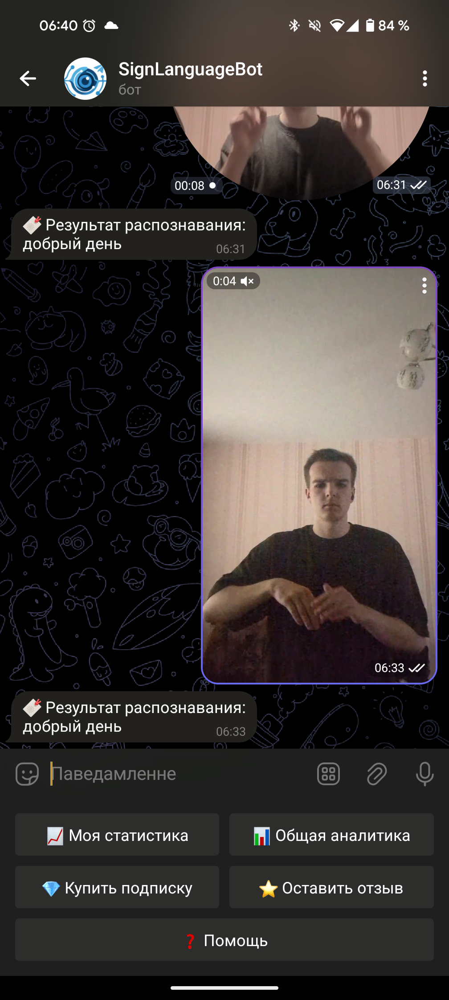 06:40
84 %
SignLanguageBot
бот
00:08
06:31
🧨 Результат распознавания:
добрый день
06:31
0:04
06:33
🧨 Результат распознавания:
добрый день
06:33
Паведамленне
📈 Моя статистика
📊 Общая аналитика
💎 Купить подписку
⭐ Оставить отзыв
❓ Помощь